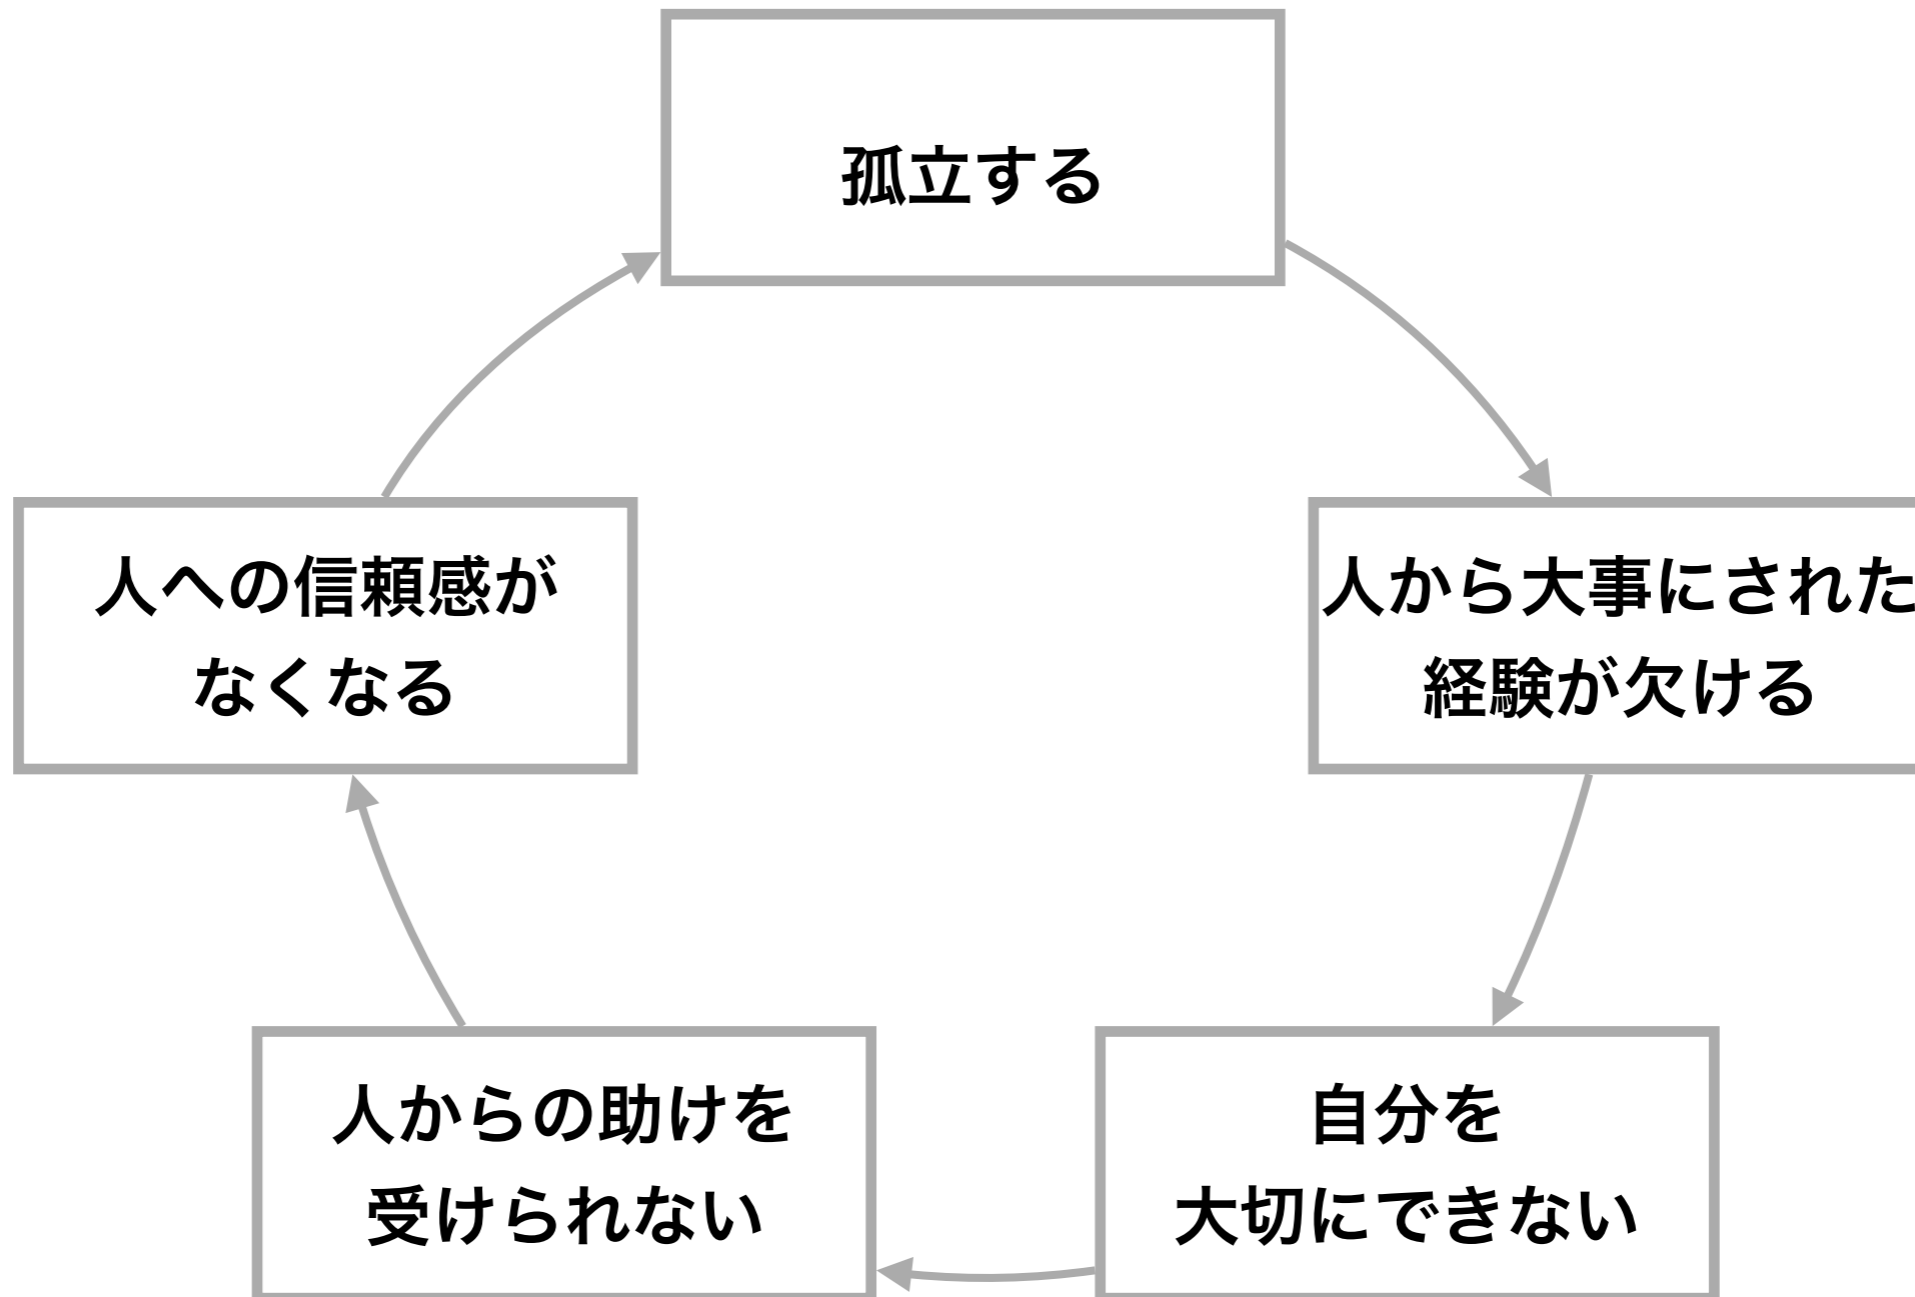 孤立する
人から大事にされた
経験が欠ける
自分を
大切にできない
人からの助けを
受けられない
人への信頼感が
なくなる